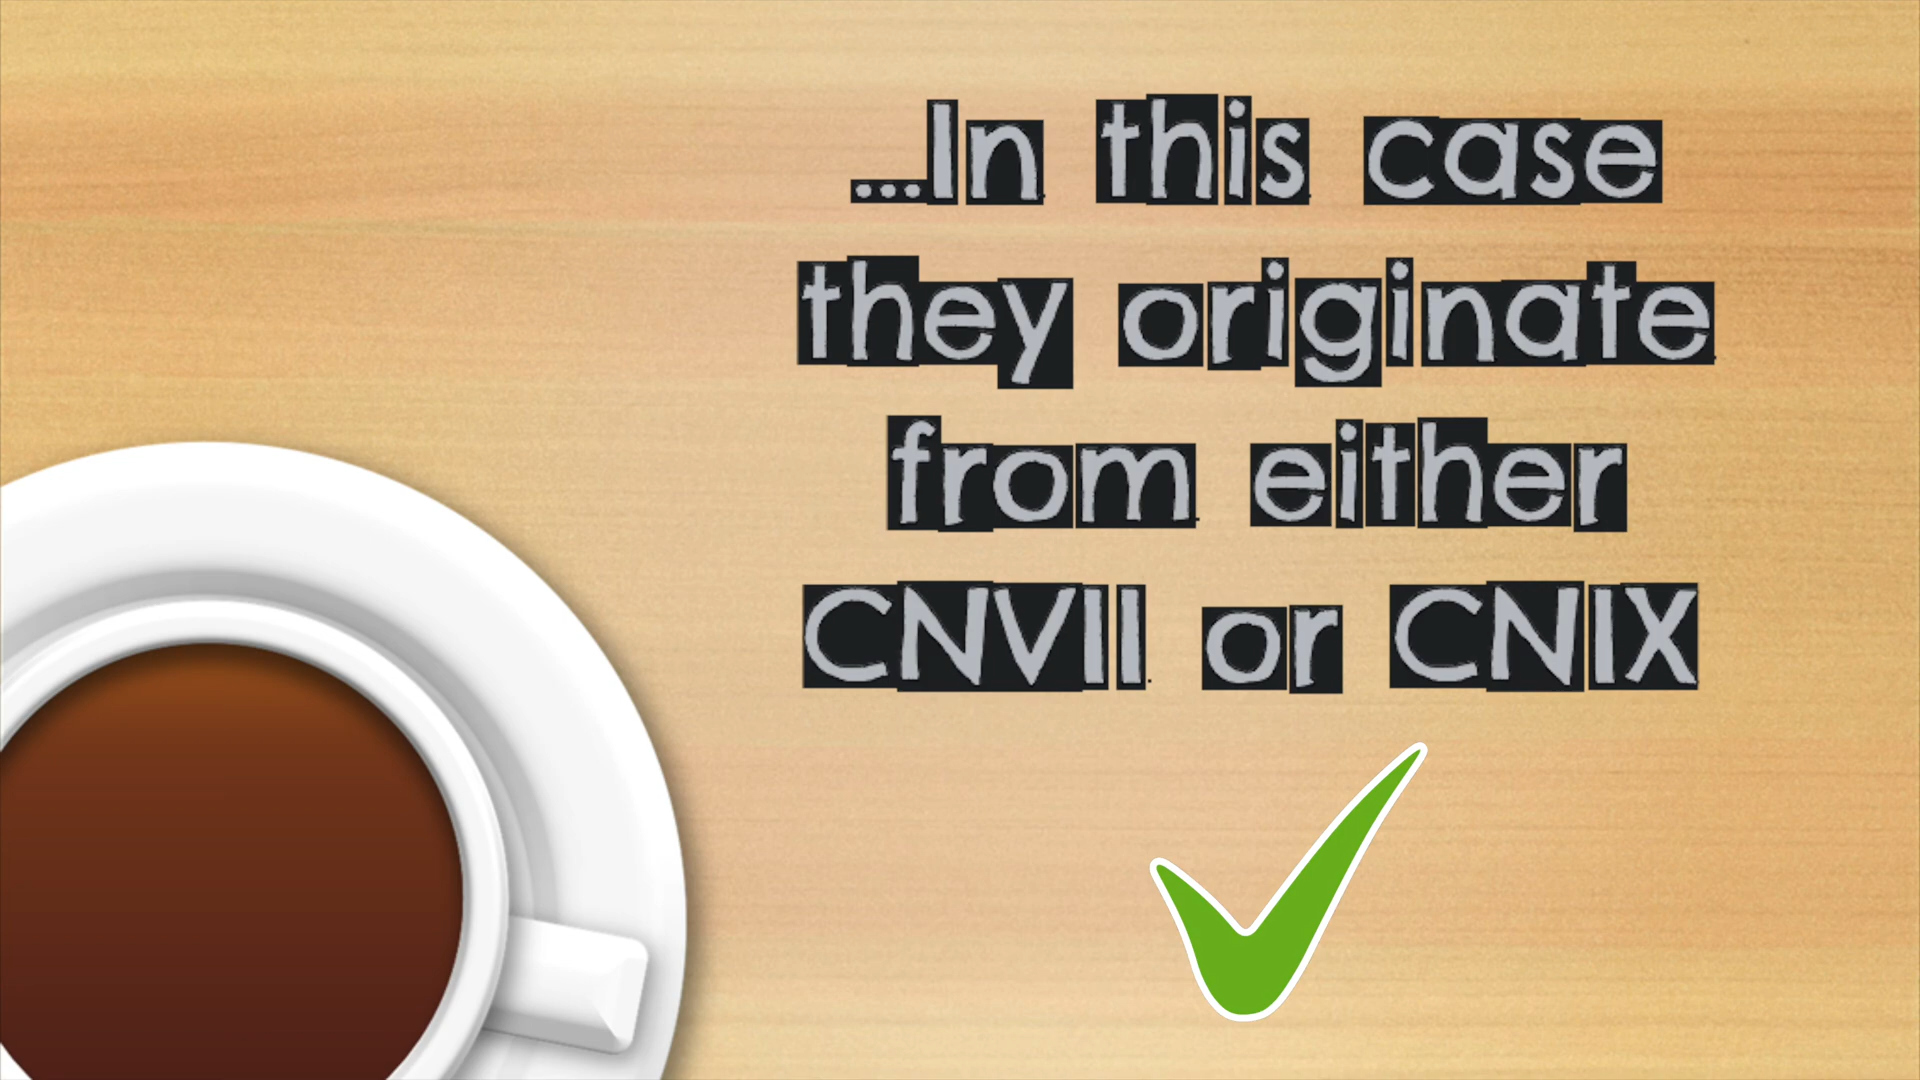 ...In this case
they originate
from either
CNVII or CNIX